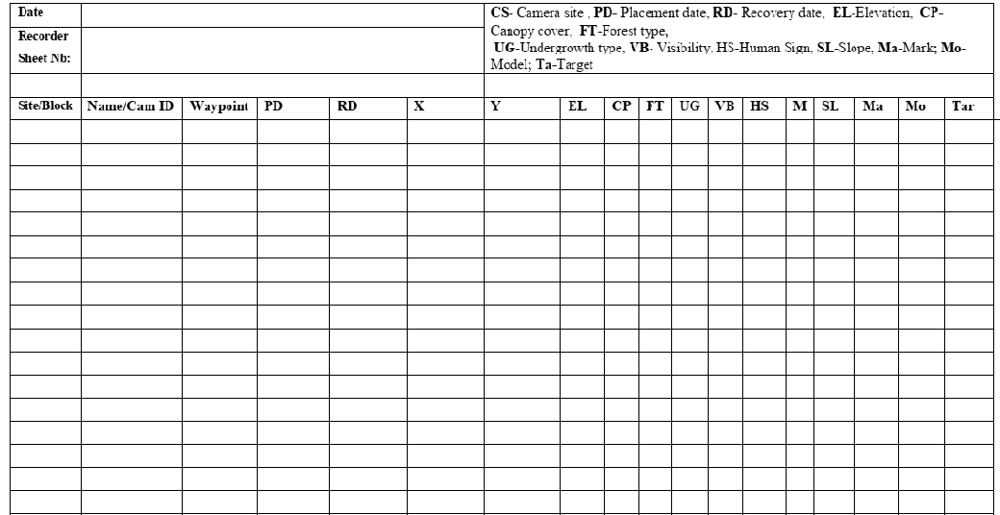 Date
CS- Camera site , PD- Placement date, RD- Recovery date, EL-Elevation, CP-
Canopy cover, FT-Forest type,
UG-Undergrowth type, VB- Visibility, HS-Human Sign, SL-Slope, Ma-Mark; Mo-
Model; Ta-Target
Recorder
Sheet Nb:
Site/Block Name/Cam ID Waypoint PD RD X Y EL CP FT UG VB HS M SL Ma Mo Tar